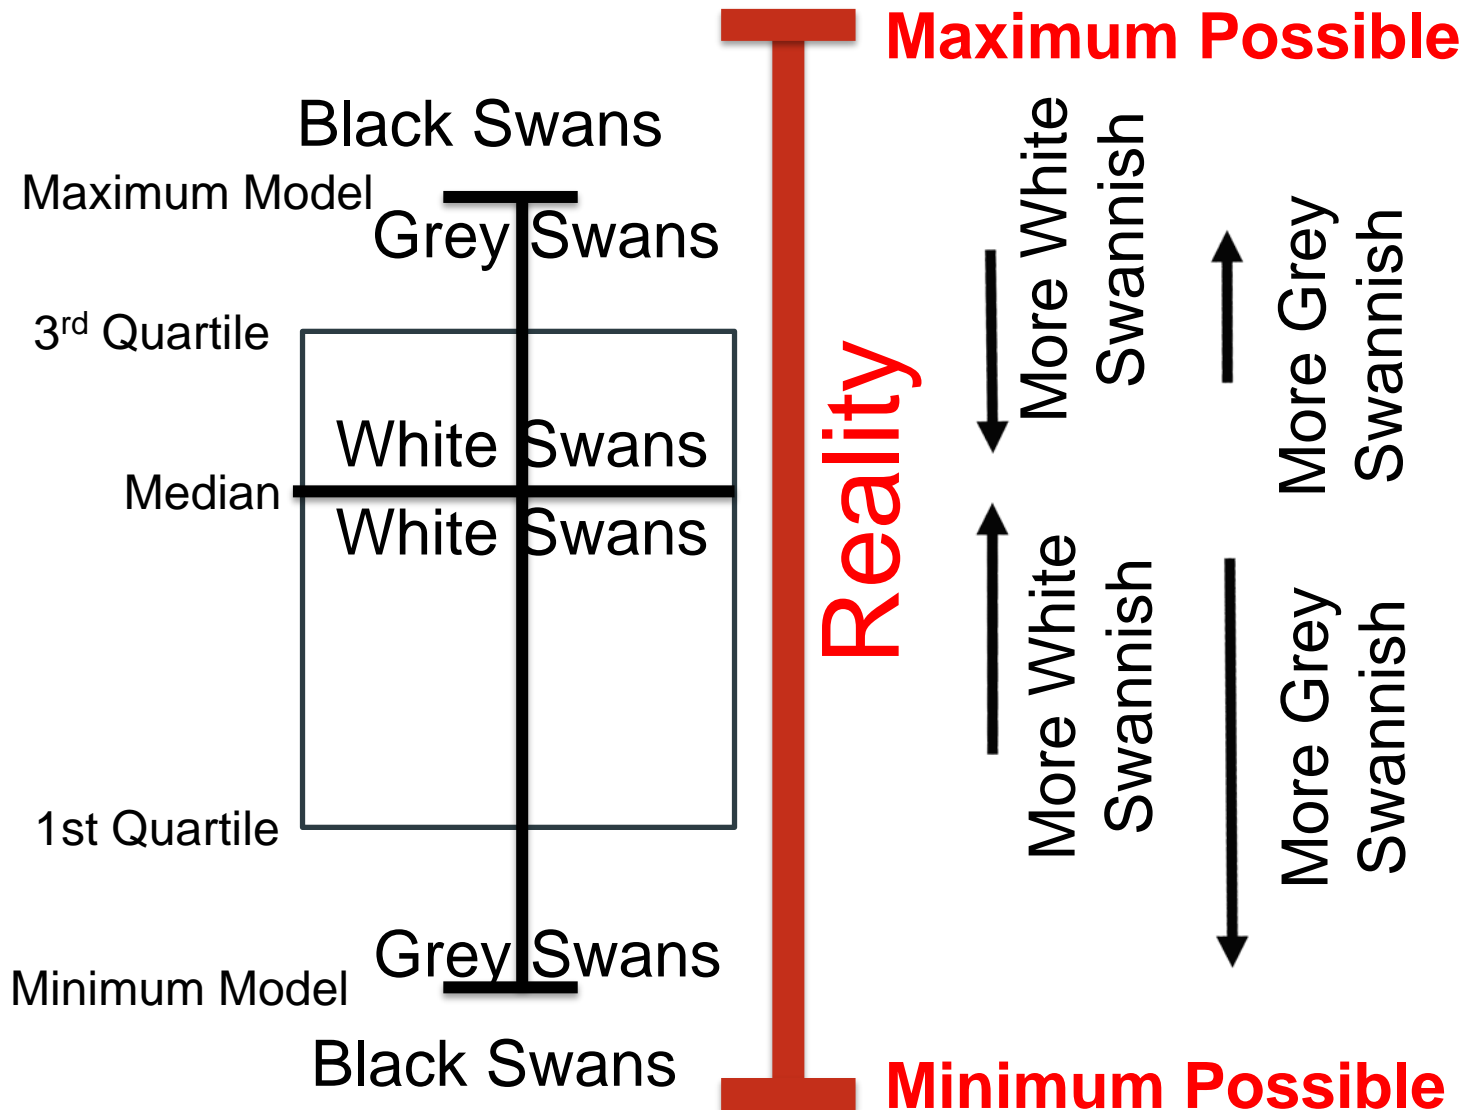 Maximum Possible
Black Swans
Maximum Model
Grey Swans
3rd Quartile
White Swans
Median
White Swans
1st Quartile
Grey Swans
Minimum Model
Black Swans
Minimum Possible
Reality
More White
Swannish
More Grey
Swannish
More White
Swannish
More Grey
Swannish